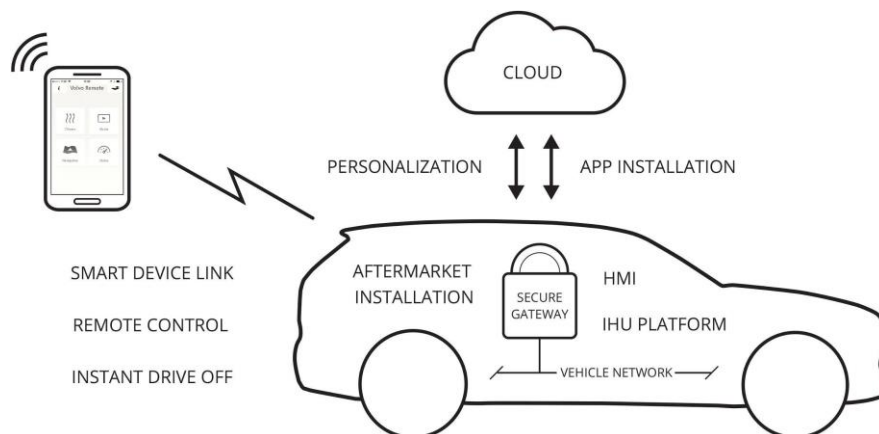 CLOUD
Volvo Remote
PERSONALIZATION
APP INSTALLATION
SMART DEVICE LINK
REMOTE CONTROL
INSTANT DRIVE OFF
AFTERMARKET
INSTALLATION
SECURE
GATEWAY
HMI
IHU PLATFORM
VEHICLE NETWORK